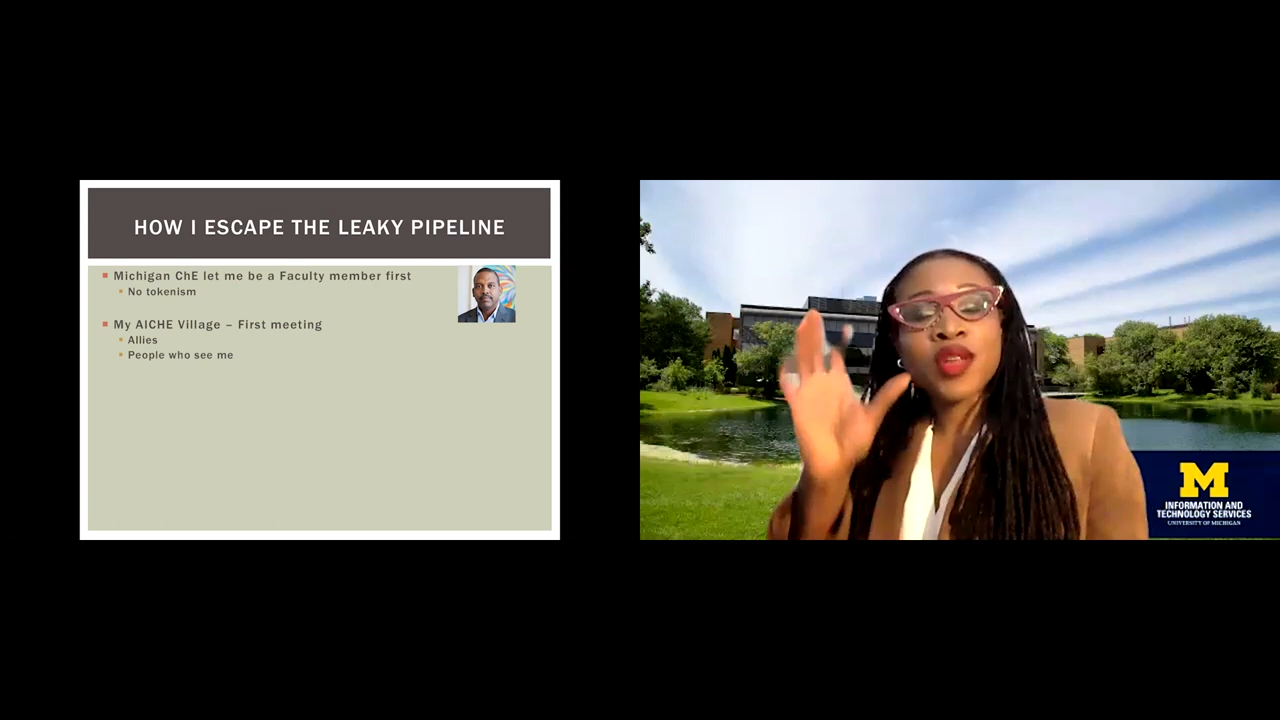 HOW I ESCAPE THE LEAKY PIPELINE
Michigan ChE let me be a Faculty member first
No tokenism
My AICHE Village – First meeting
Allies
People who see me
M
INFORMATION AND
TECHNOLOGY SERVICES
UNIVERSITY OF MICHIGAN